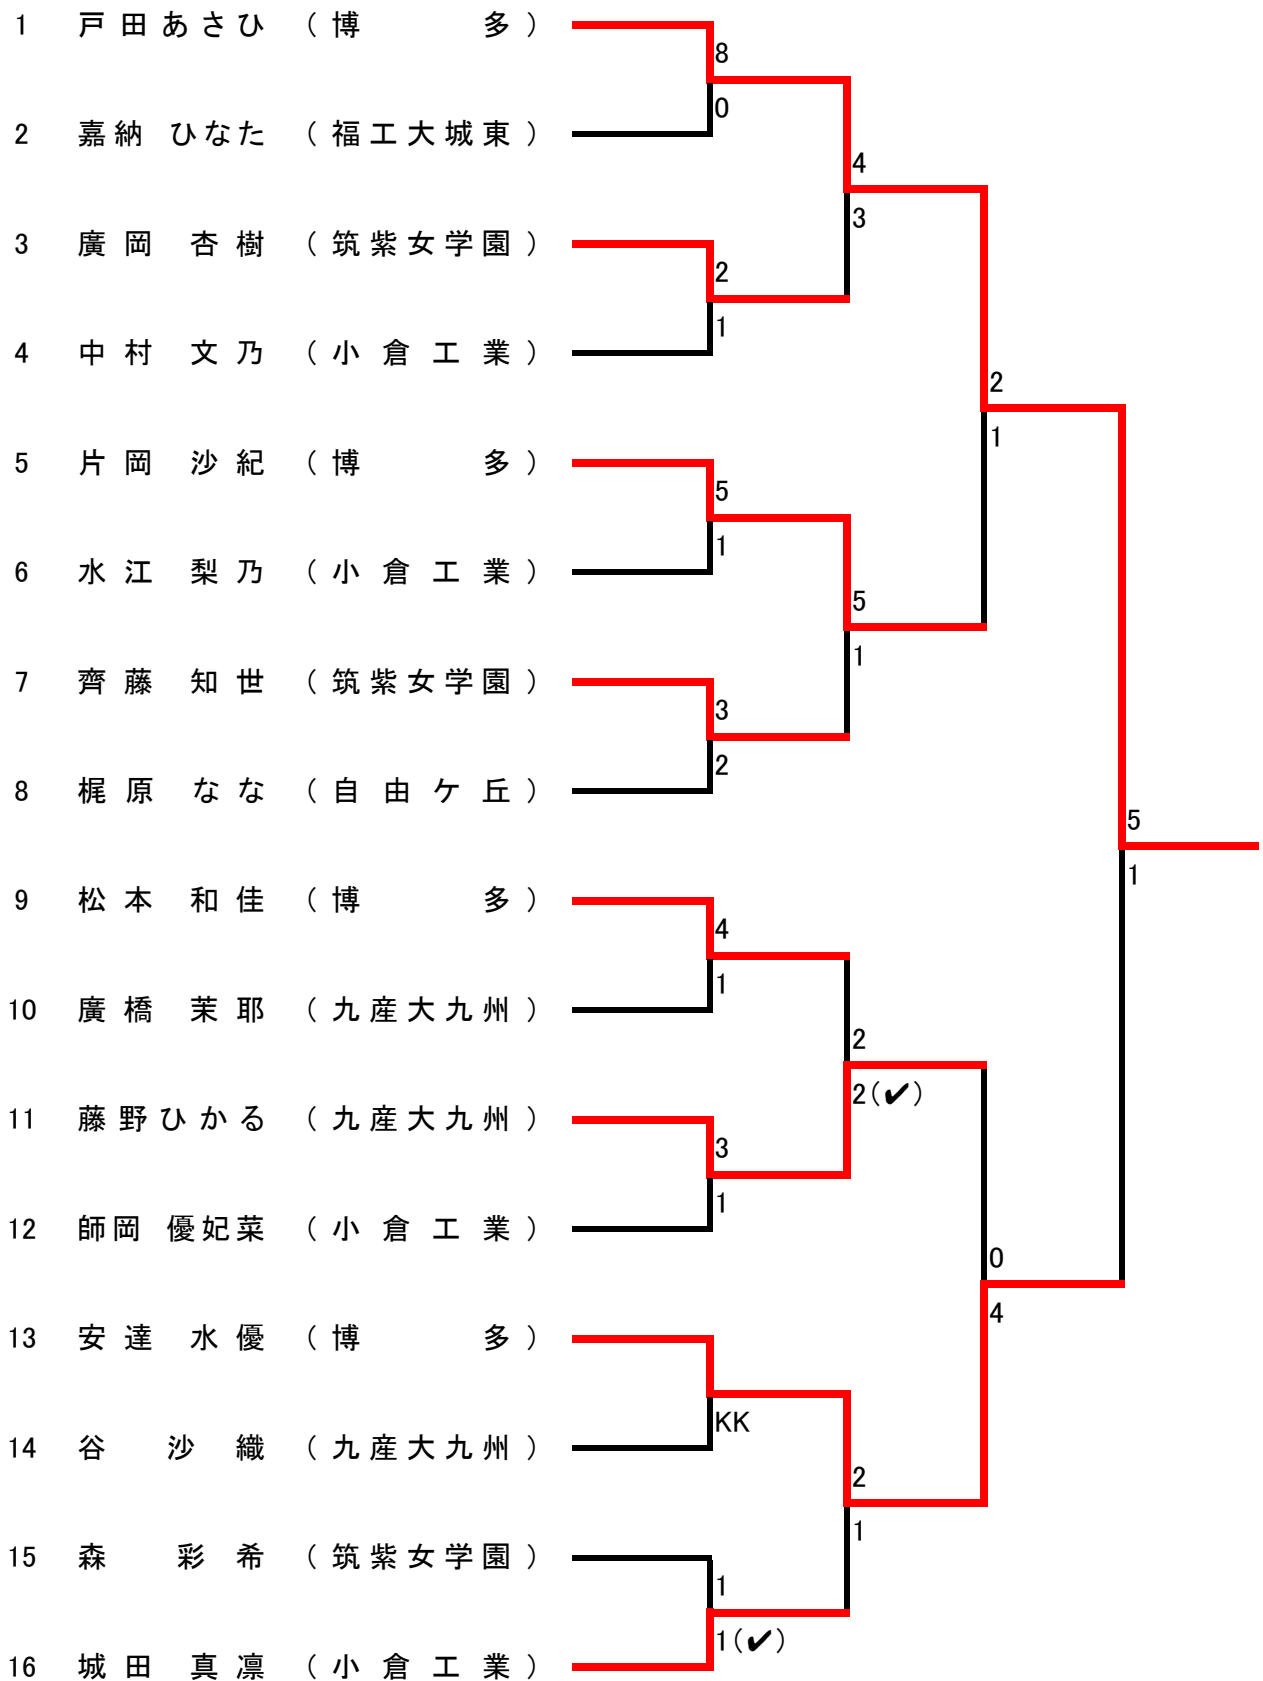 1 戸田あさひ （博多）
8
0
2 嘉納 ひなた （福工大城東）
4
3
3 廣岡 杏樹 （筑紫女学園）
2
1
4 中村 文乃 （小倉工業）
2
1
5 片岡 沙紀 （博多）
5
1
6 水江 梨乃 （小倉工業）
5
1
7 齊藤 知世 （筑紫女学園）
3
2
8 梶原 なな （自由ケ丘）
5
1
9 松本 和佳 （博多）
4
1
10 廣橋 茉耶 （九産大九州）
2
2(✔)
11 藤野ひかる （九産大九州）
3
1
12 師岡 優妃菜 （小倉工業）
0
4
13 安達 水優 （博多）
KK
14 谷 沙織 （九産大九州）
2
1
15 森 彩希 （筑紫女学園）
1
1(✔)
16 城田 真凛 （小倉工業）